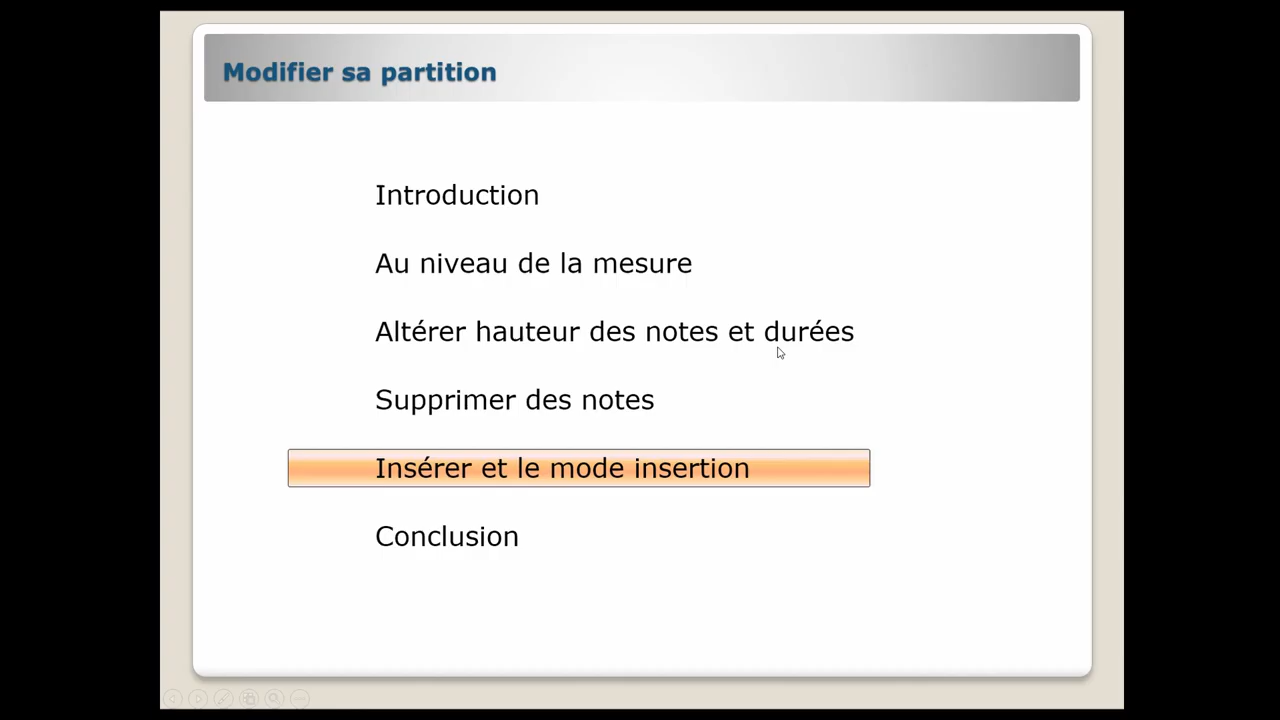 Modifier sa partition
Introduction
Au niveau de la mesure
Altérer hauteur des notes et durées
Supprimer des notes
Insérer et le mode insertion
Conclusion